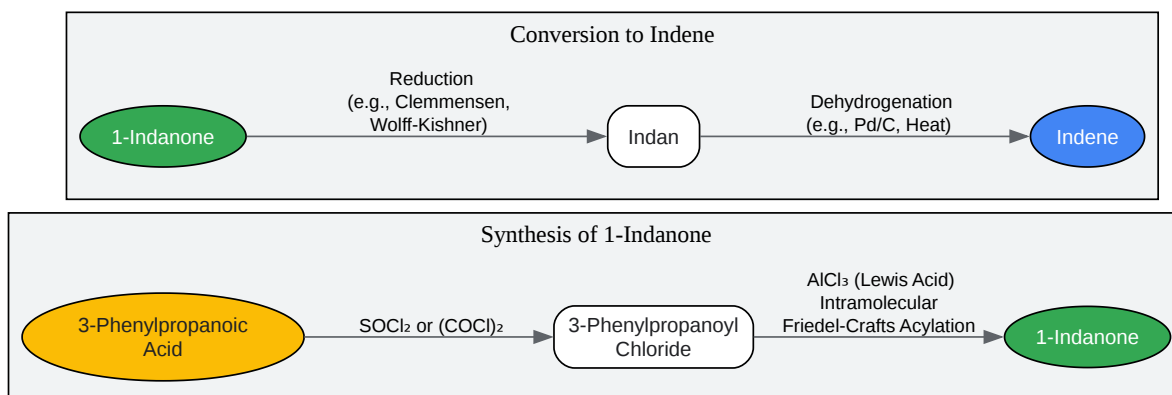 Conversion to Indene
Reduction
(e.g., Clemmensen,
Wolff-Kishner)
Dehydrogenation
(e.g., Pd/C, Heat)
1-Indanone
Indan
Indene
Synthesis of 1-Indanone
AlCl₃ (Lewis Acid)
Intramolecular
Friedel-Crafts Acylation
3-Phenylpropanoic
Acid
SOCl₂ or (COCl)₂
3-Phenylpropanoyl
Chloride
1-Indanone